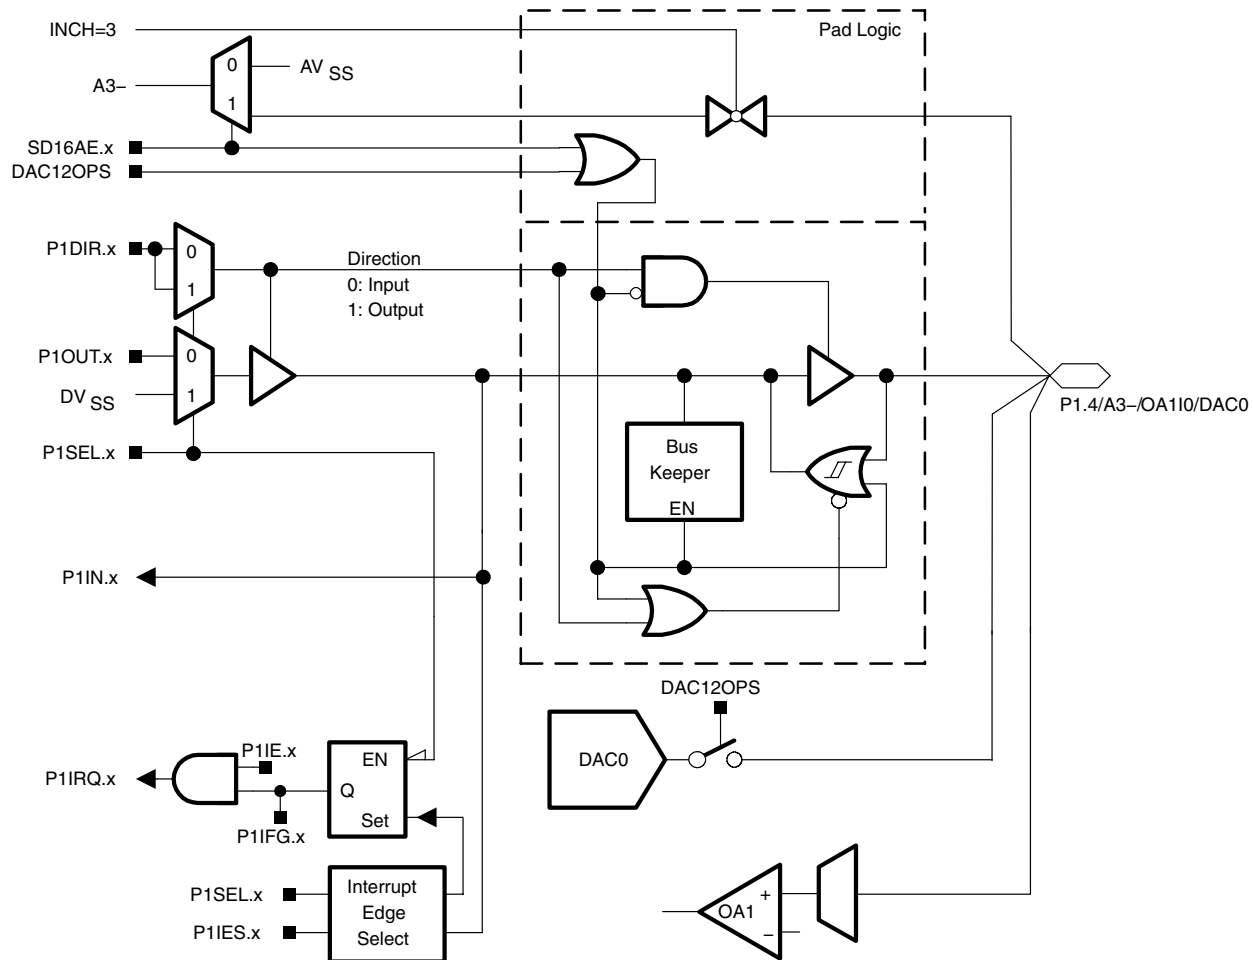 INCH=3
Pad Logic
0
AV SS
A3–
1
SD16AE.x
DAC12OPS
P1DIR.x
0
1
Direction
0: Input
1: Output
P1OUT.x
0
DV SS
1
P1.4/A3–/OA1I0/DAC0
P1SEL.x
Bus
Keeper
EN
P1IN.x
DAC12OPS
P1IE.x
EN
DAC0
P1IRQ.x
Q
Set
P1IFG.x
P1SEL.x
Interrupt
Edge
Select
P1IES.x
+
OA1
–